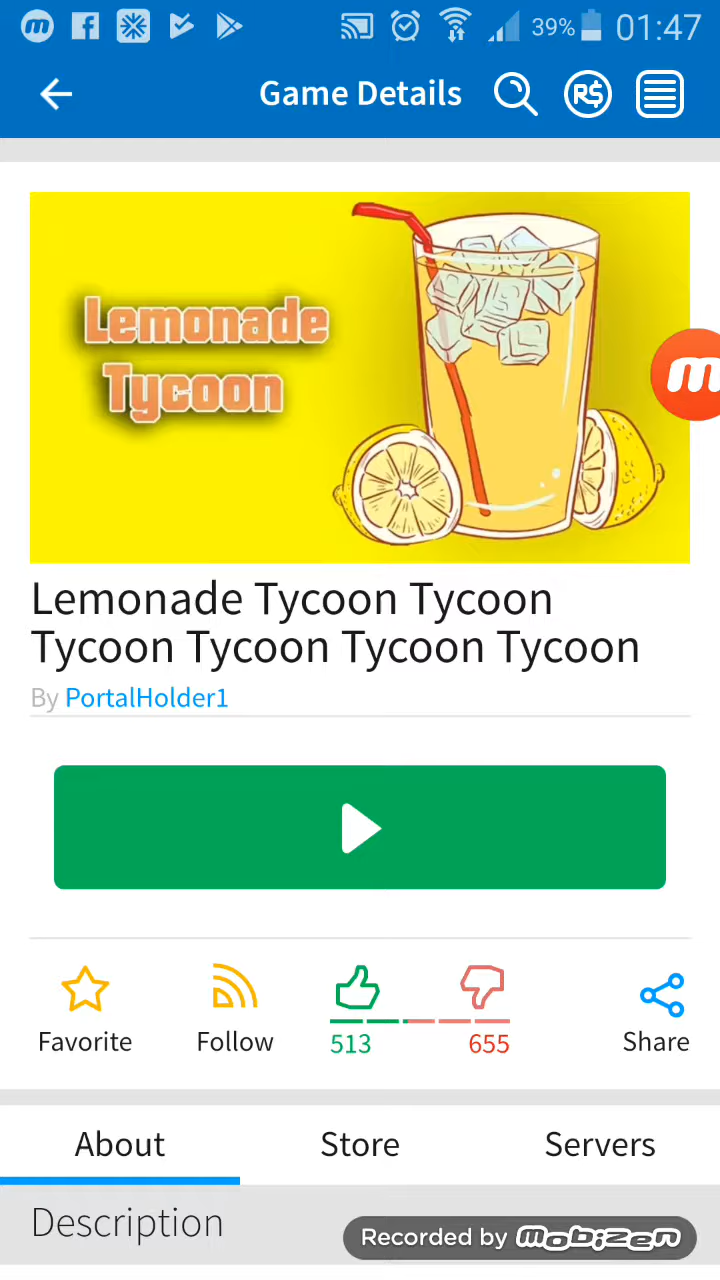 39% 01:47
Game Details R$
Lemonade
Tycoon
m
Lemonade Tycoon Tycoon
Tycoon Tycoon Tycoon Tycoon
By PortalHolder1
Favorite Follow 513 655 Share
About Store Servers
Description
Recorded by mobizen